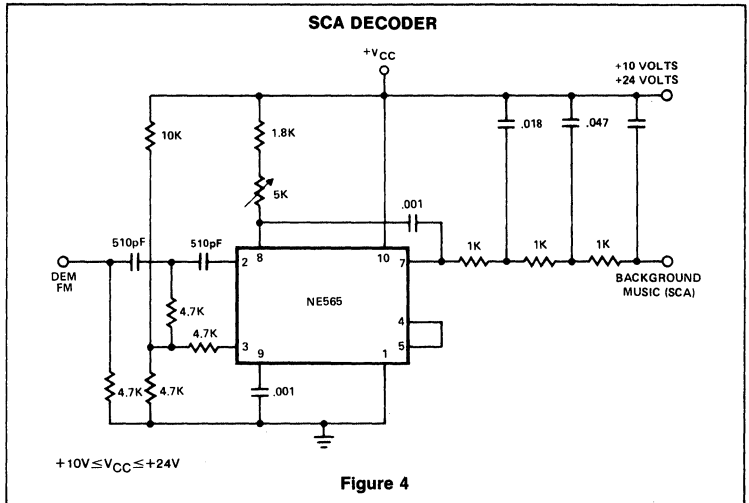 SCA DECODER
+VCC
+10 VOLTS
+24 VOLTS
10K
1.8K
.018
.047
5K
.001
510pF
510pF
2
8
10
7
1K
1K
1K
DEM
FM
BACKGROUND
MUSIC (SCA)
NE565
4.7K
4
4.7K
3
5
9
1
4.7K
4.7K
.001
+10V≤VCC≤+24V
Figure 4